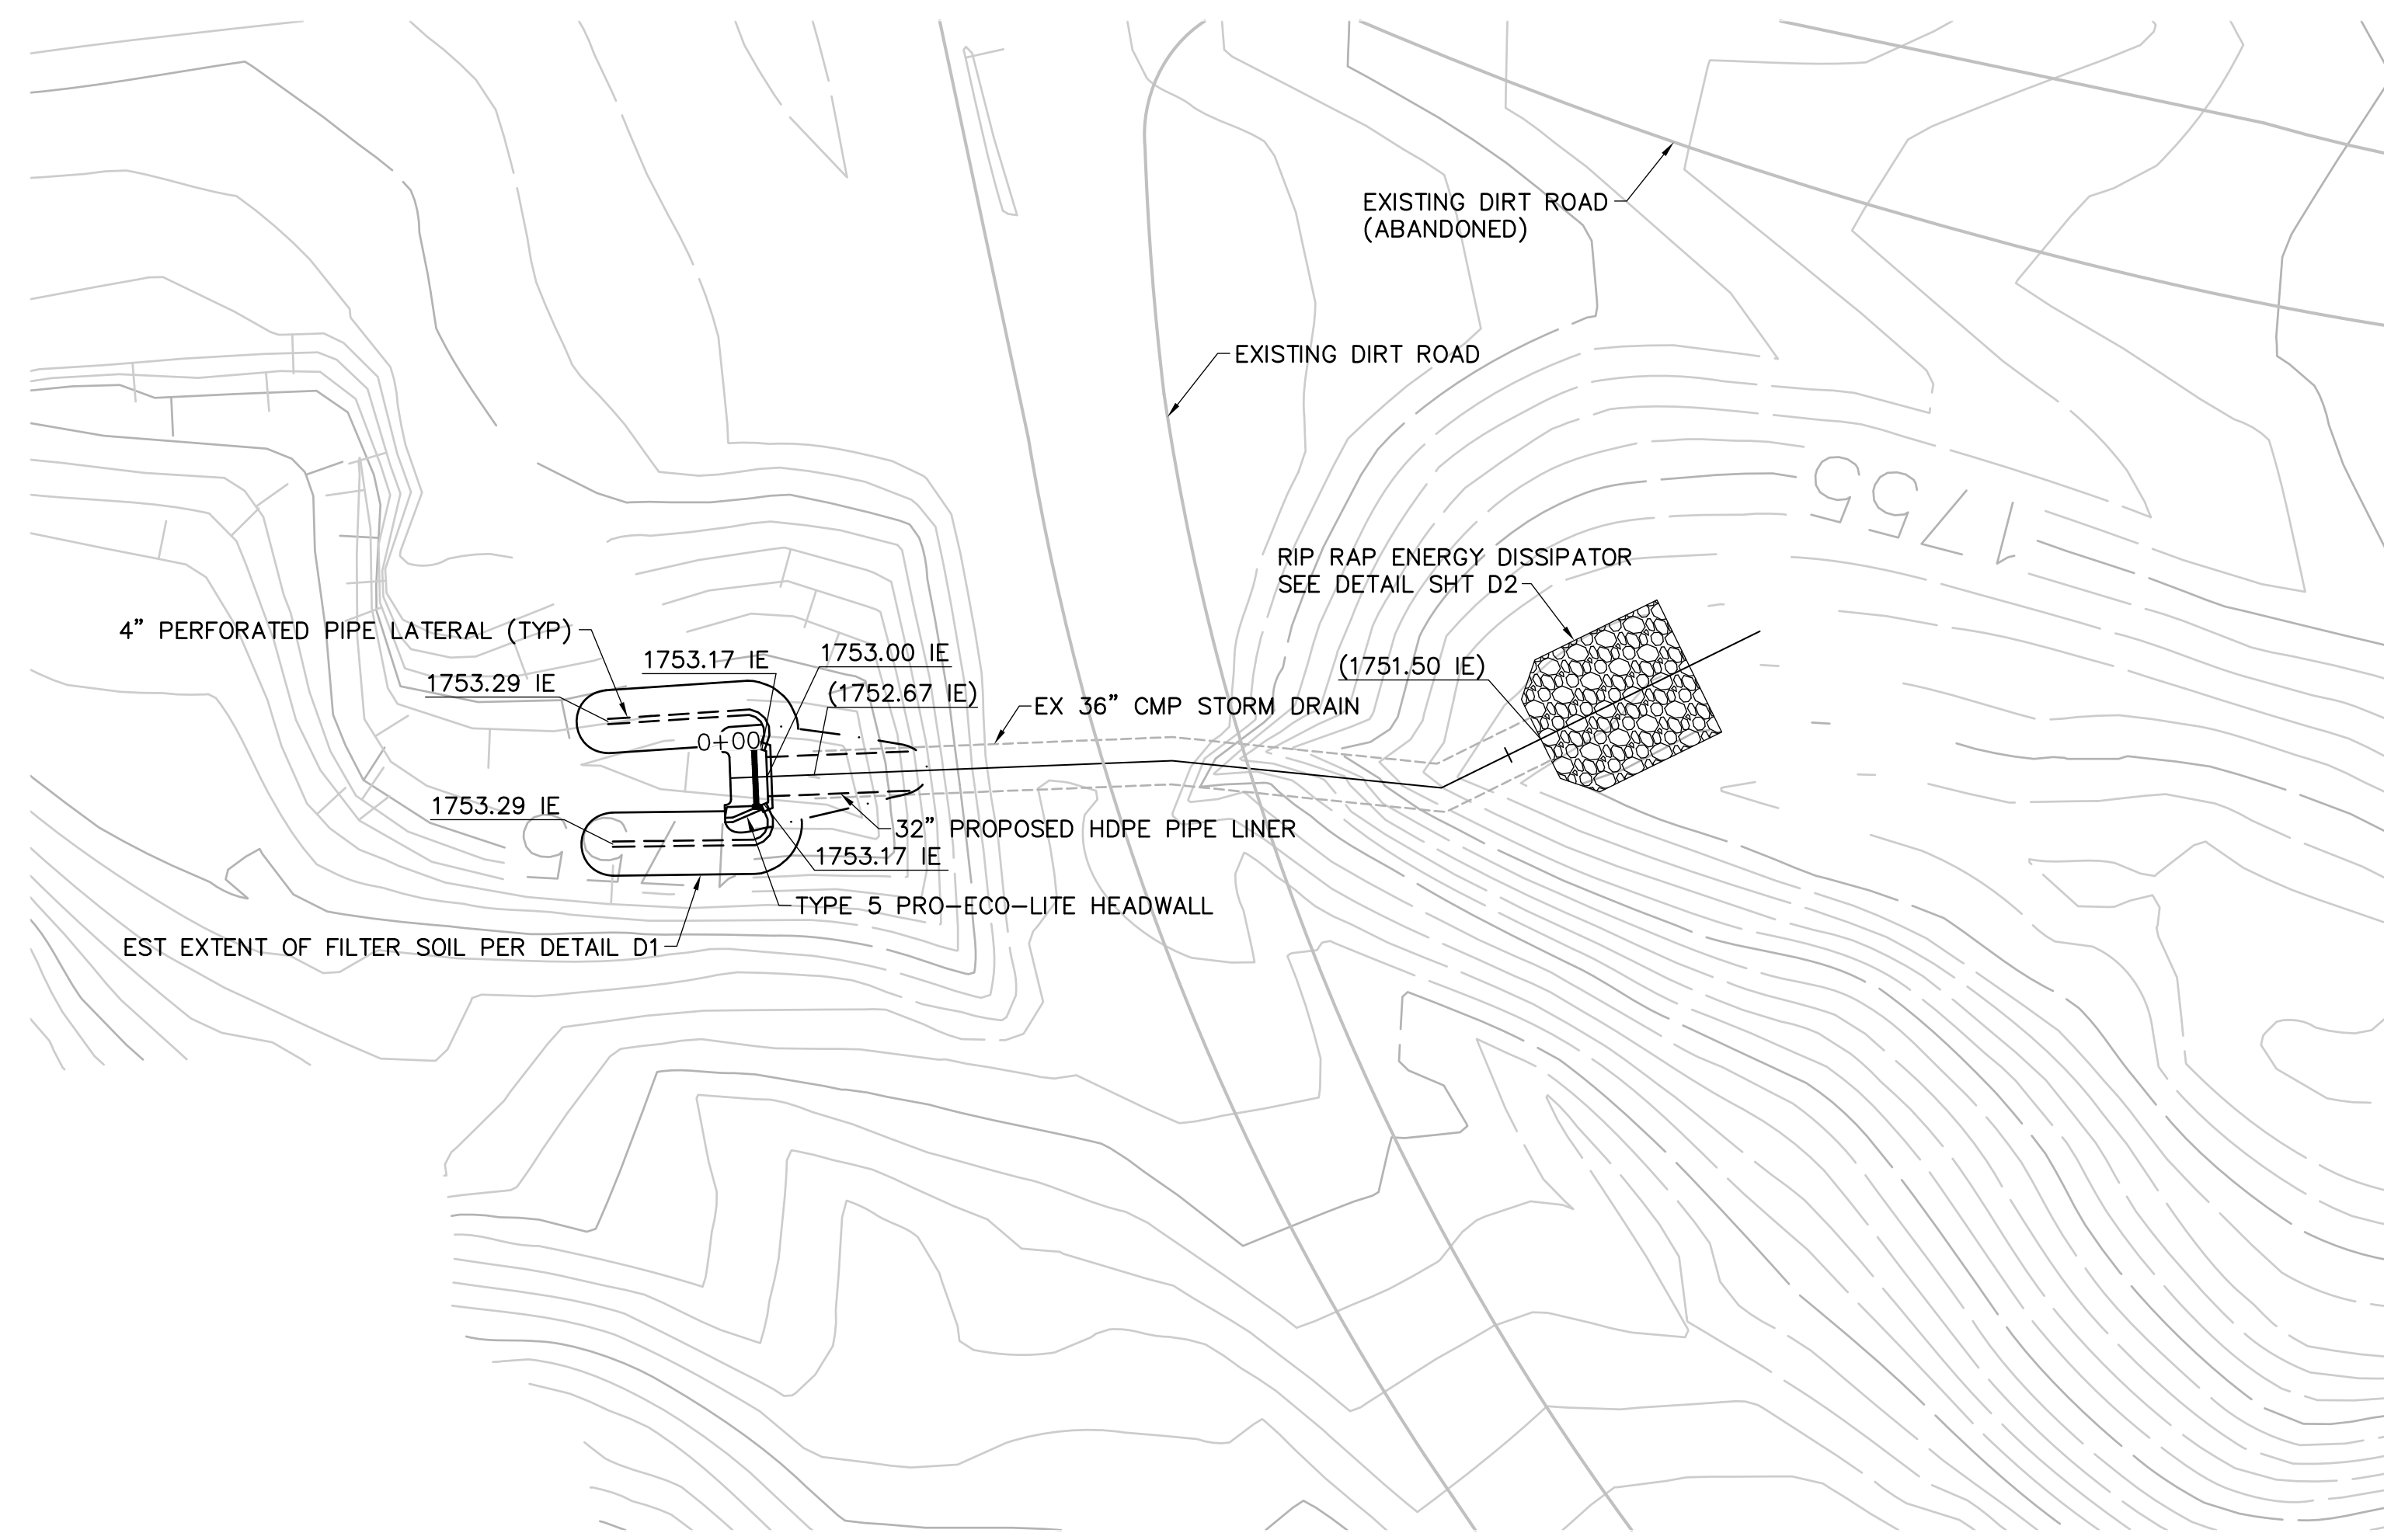 EXISTING DIRT ROAD
(ABANDONED)
EXISTING DIRT ROAD
1755
RIP RAP ENERGY DISSIPATOR
SEE DETAIL SHT D2
4” PERFORATED PIPE LATERAL (TYP)
1753.17 IE
1753.00 IE
(1751.50 IE)
1753.29 IE
(1752.67 IE)
EX 36” CMP STORM DRAIN
0+00
1753.29 IE
32” PROPOSED HDPE PIPE LINER
1755
1753.17 IE
TYPE 5 PRO-ECO-LITE HEADWALL
EST EXTENT OF FILTER SOIL PER DETAIL D1